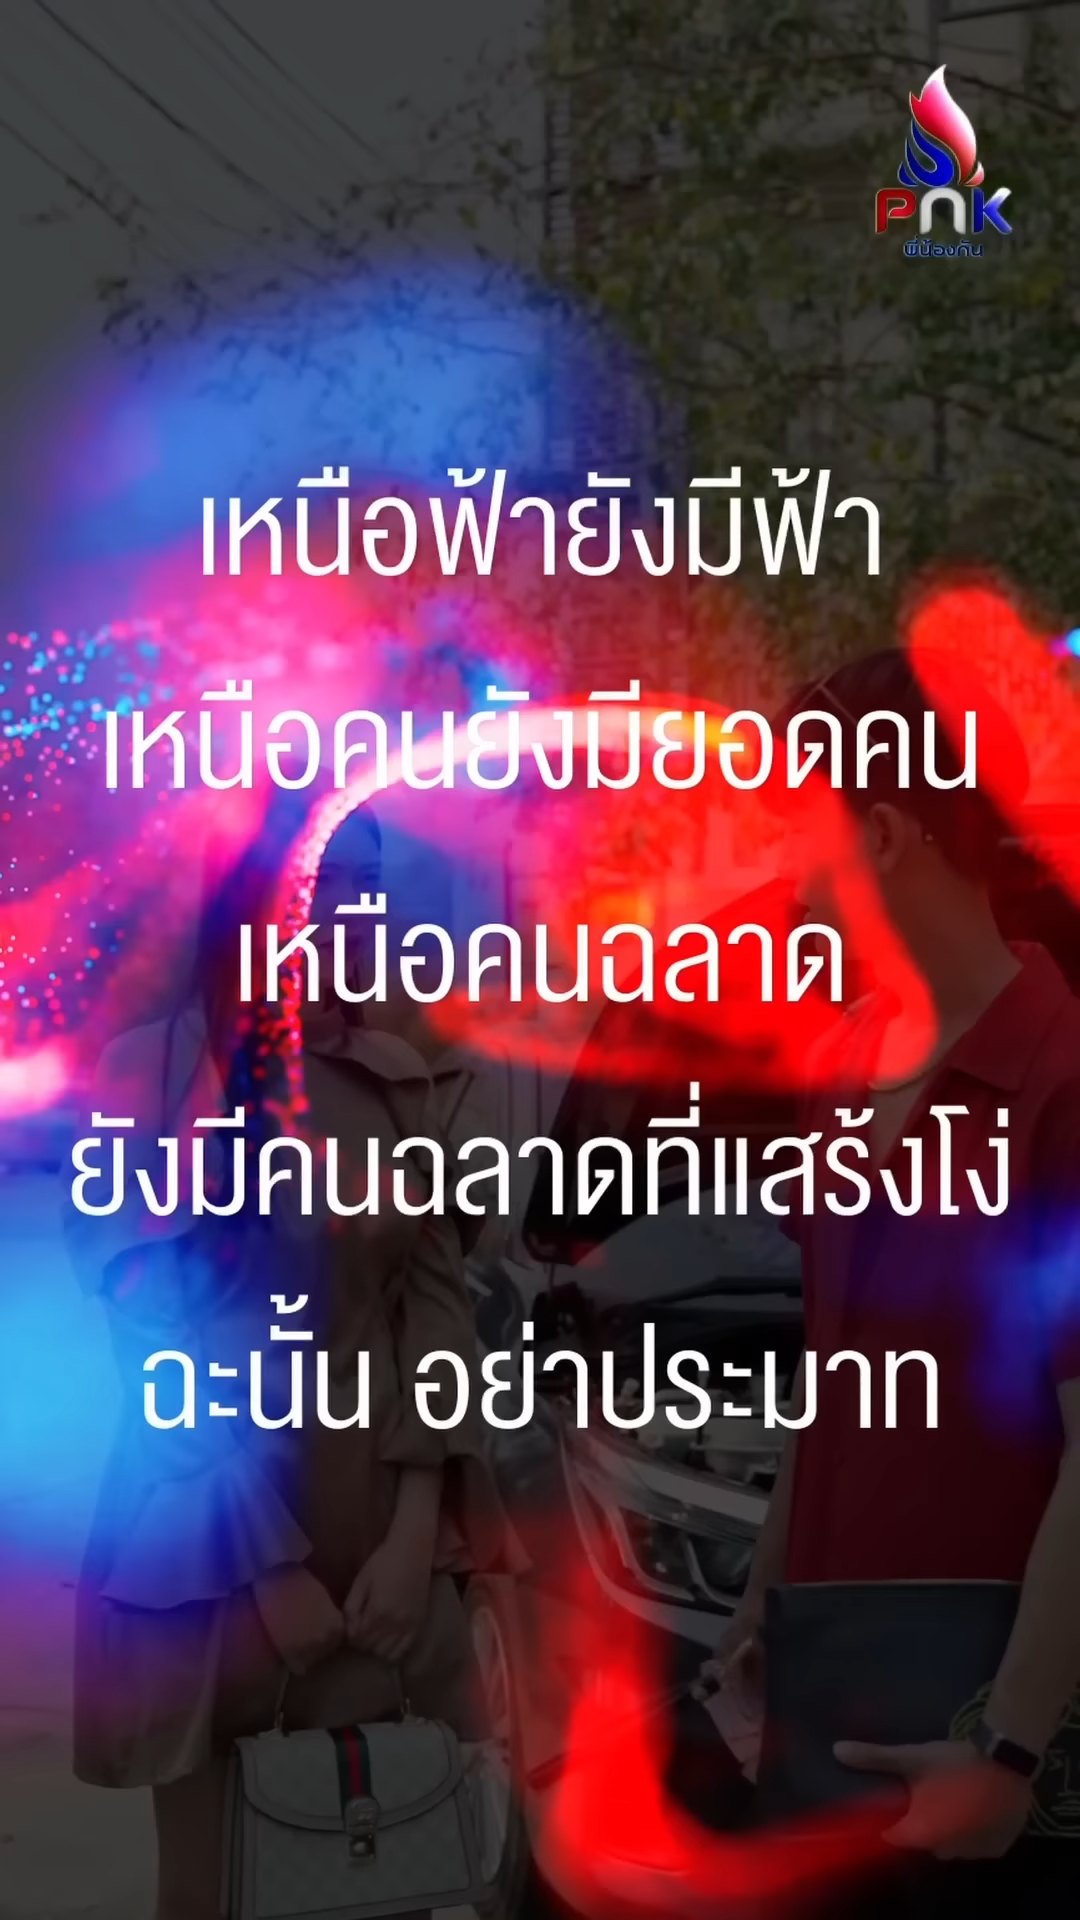 PNK
พี่น้องกัน
เหนือฟ้ายังมีฟ้า
เหนือคนยังมียอดคน
เหนือคนฉลาด
ยังมีคนฉลาดที่แสร้งโง่
ฉะนั้น อย่าประมาท